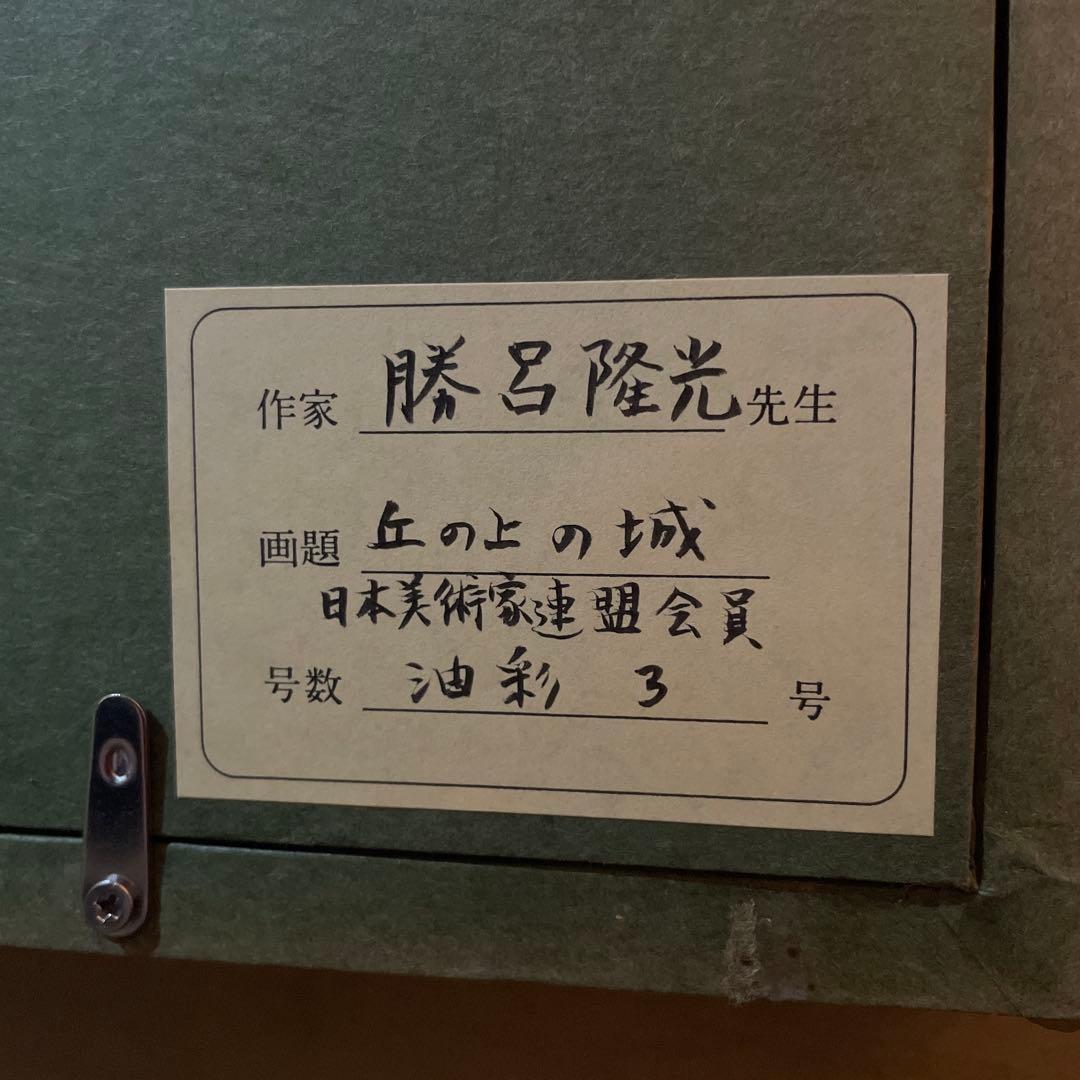 作家 勝呂隆光 先生
画題 丘の上の城
日本美術家連盟会員
号数 油彩 3 号